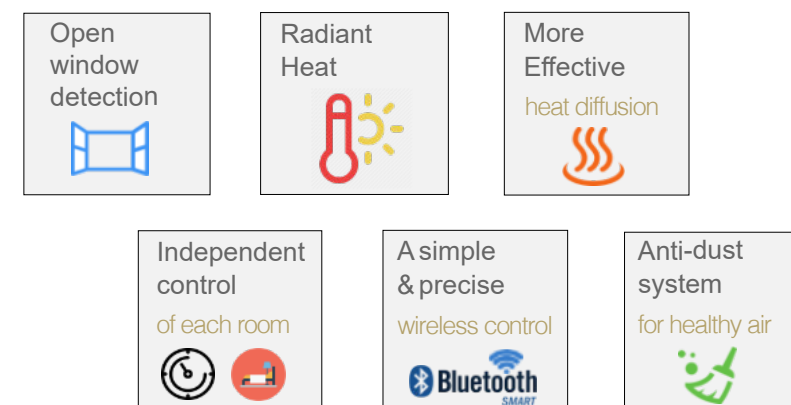 Open
window
detection
Radiant
Heat
More
Effective
heat diffusion
Independent
control
of each room
A simple
& precise
wireless control
Bluetooth
SMART
Anti-dust
system
for healthy air